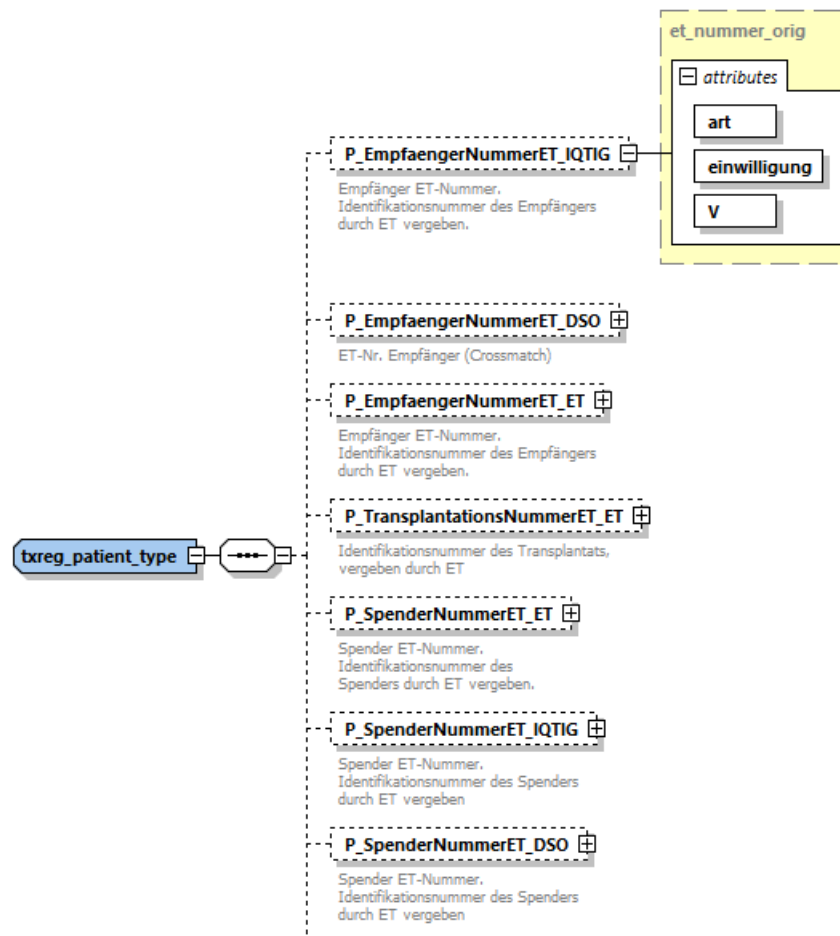 et_nummer_orig
attributes
art
P_EmpfaengerNummerET_IQTIG
einwilligung
Empfänger ET-Nummer.
Identifikationsnummer des Empfängers
durch ET vergeben.
V
P_EmpfaengerNummerET_DSO
ET-Nr. Empfänger (Crossmatch)
P_EmpfaengerNummerET_ET
Empfänger ET-Nummer.
Identifikationsnummer des Empfängers
durch ET vergeben.
P_TransplantationsNummerET_ET
Identifikationsnummer des Transplantats,
vergeben durch ET
txreg_patient_type
P_SpenderNummerET_ET
Spender ET-Nummer.
Identifikationsnummer des
Spenders durch ET vergeben.
P_SpenderNummerET_IQTIG
Spender ET-Nummer.
Identifikationsnummer des Spenders
durch ET vergeben
P_SpenderNummerET_DSO
Spender ET-Nummer.
Identifikationsnummer des Spenders
durch ET vergeben